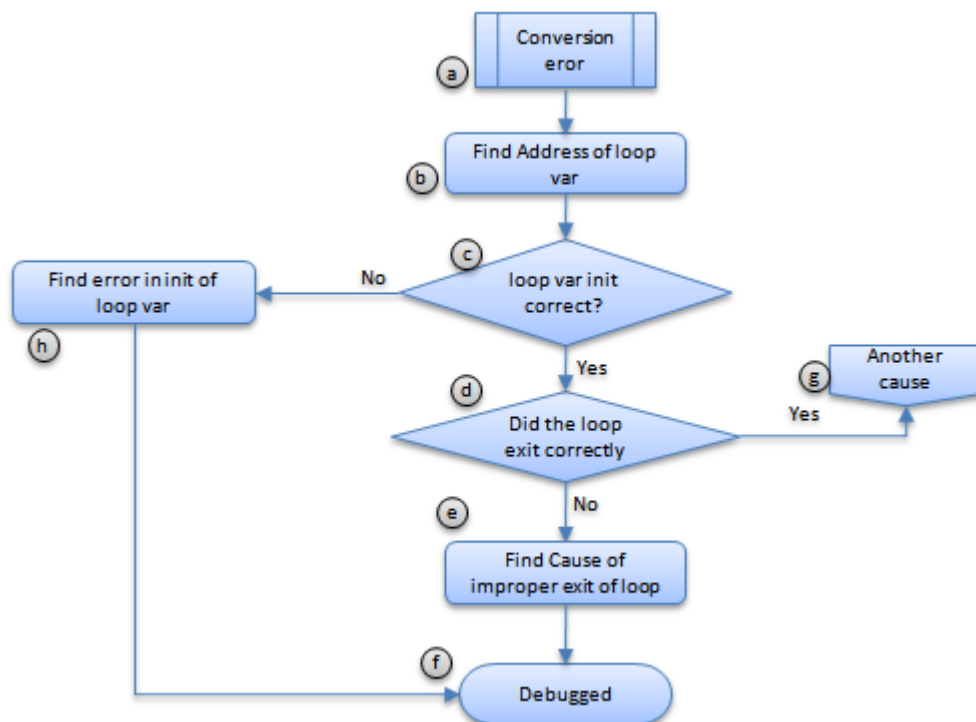 Conversion
eror
a
Find Address of loop
var
b
c
loop var init
correct?
No
Find error in init of
loop var
h
Yes
Another
cause
g
d
Did the loop
exit correctly
Yes
No
e
Find Cause of
improper exit of loop
f
Debugged